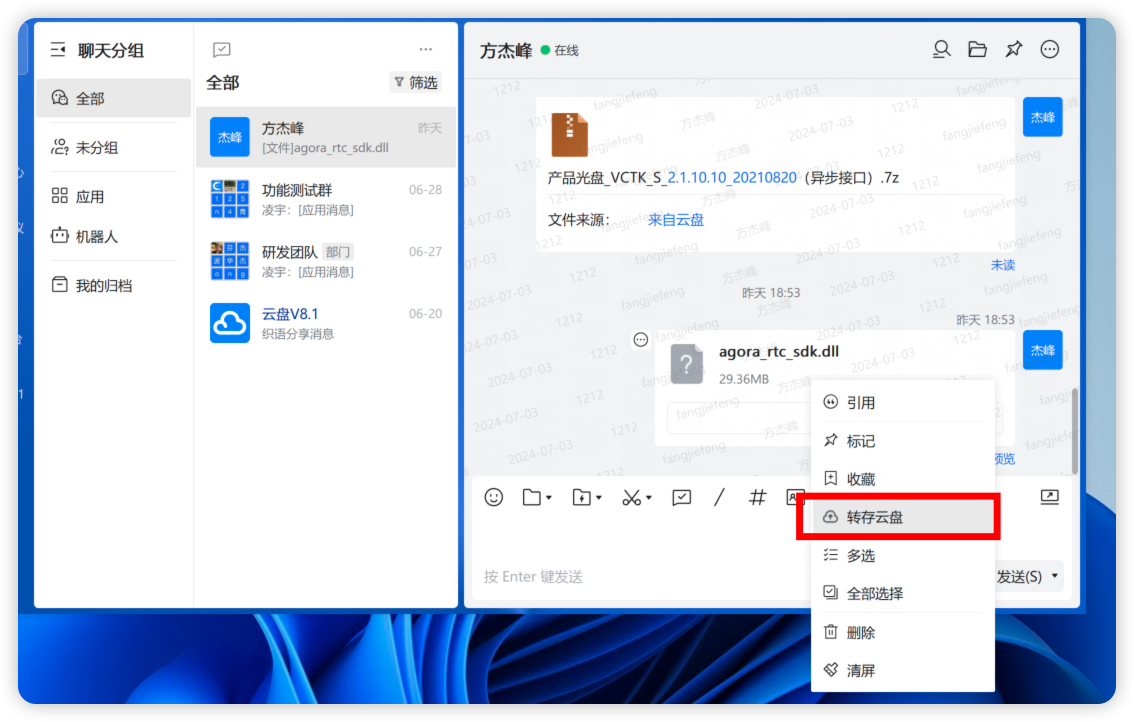 聊天分组
全部
未分组
应用
机器人
我的归档
全部
筛选
杰峰
方杰峰
昨天
[文件]agora_rtc_sdk.dll
功能测试群
06-28
凌宇: [应用消息]
研发团队 部门
06-27
凌宇: [应用消息]
云盘V8.1
06-20
织语分享消息
方杰峰 在线
杰峰
产品光盘_VCTK_S_2.1.10.10_20210820（异步接口）.7z
文件来源： 来自云盘
未读
昨天 18:53
昨天 18:53
杰峰
agora_rtc_sdk.dll
29.36MB
预览
引用
标记
收藏
转存云盘
多选
全部选择
删除
清屏
按 Enter 键发送
发送(S)
1212
fangjiefeng
方杰峰
2024-07-03